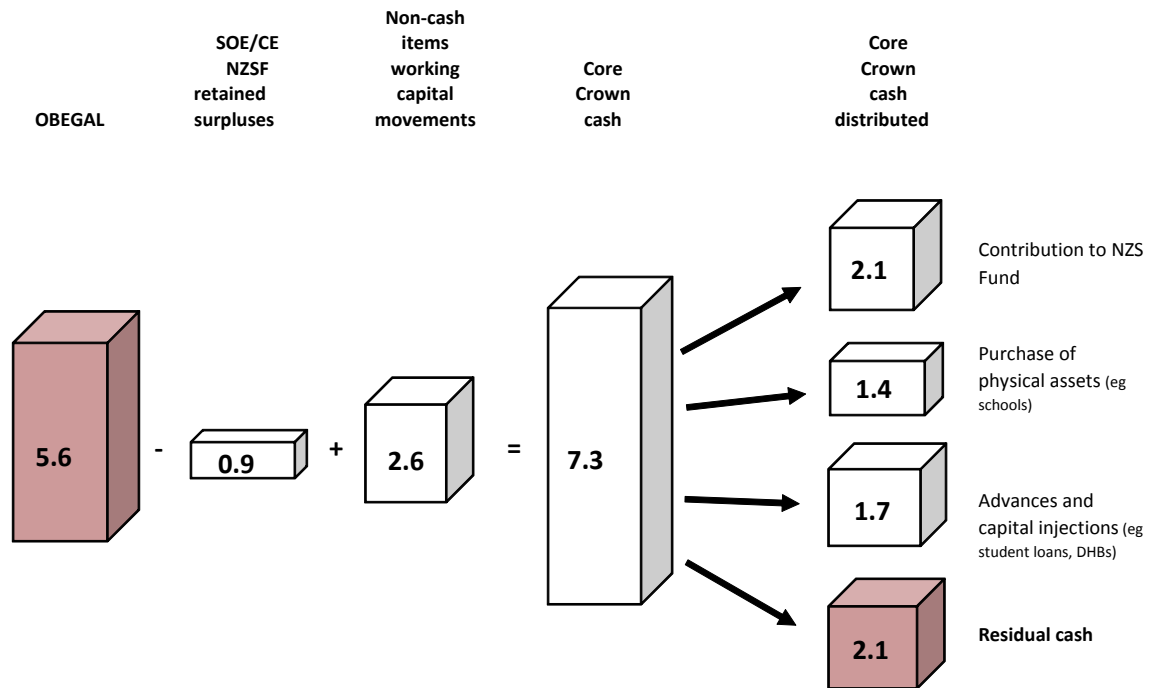 OBEGAL
SOE/CE
NZSF
retained
surpluses
Non-cash
items
working
capital
movements
Core
Crown
cash
Core
Crown
cash
distributed
5.6
-
0.9
+
2.6
=
7.3
2.1
Contribution to NZS
Fund
1.4
Purchase of
physical assets (eg
schools)
1.7
Advances and
capital injections (eg
student loans, DHBs)
2.1
Residual cash